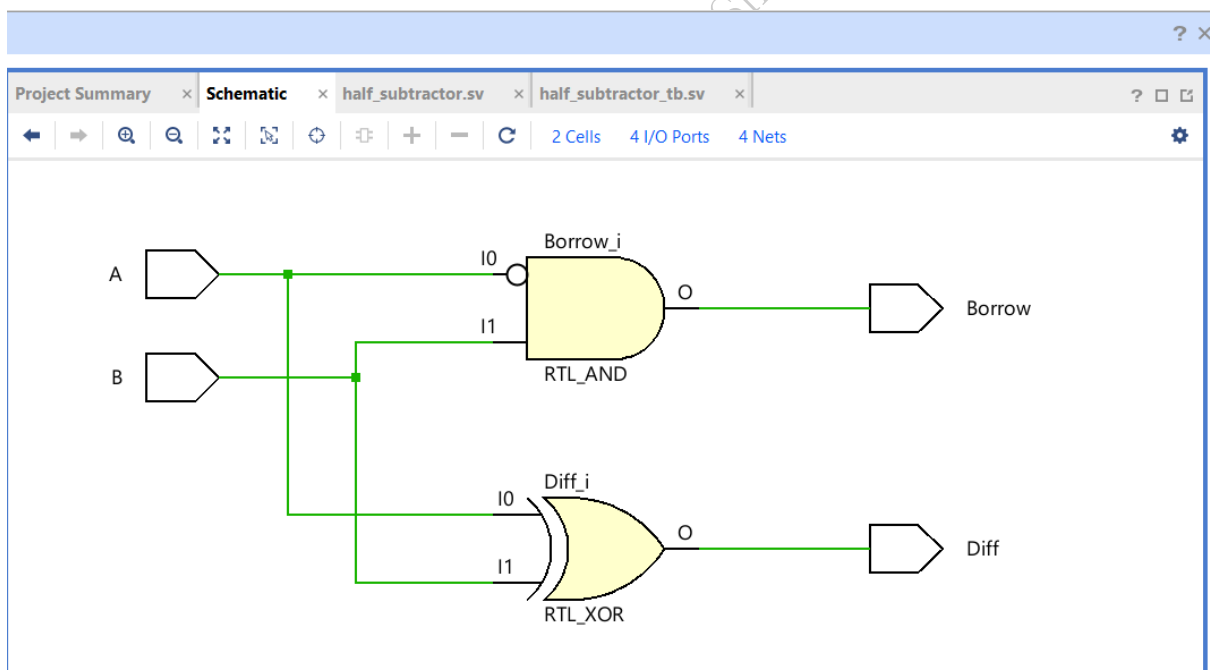 ? ×
Project Summary × Schematic × half_subtractor.sv × half_subtractor_tb.sv × ?
2 Cells 4 I/O Ports 4 Nets
Borrow_i
I0
A
O
Borrow
I1
B
RTL_AND
Diff_i
I0
O
Diff
I1
RTL_XOR